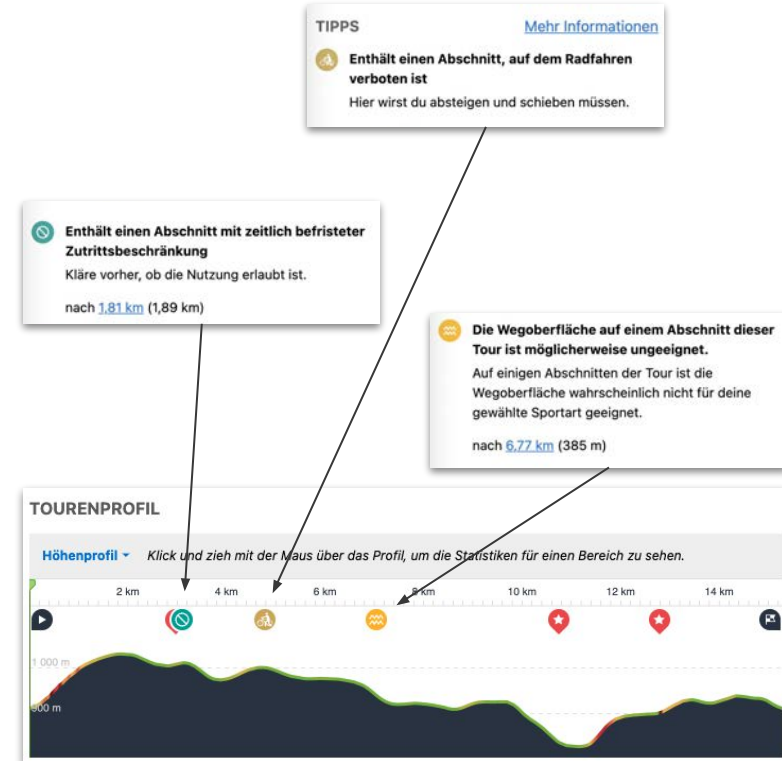 TIPPS
Mehr Informationen
Enthält einen Abschnitt, auf dem Radfahren
verboten ist
Hier wirst du absteigen und schieben müssen.
Enthält einen Abschnitt mit zeitlich befristeter
Zutrittsbeschränkung
Kläre vorher, ob die Nutzung erlaubt ist.
nach 1,81 km (1,89 km)
Die Wegoberfläche auf einem Abschnitt dieser
Tour ist möglicherweise ungeeignet.
Auf einigen Abschnitten der Tour ist die
Wegoberfläche wahrscheinlich nicht für deine
gewählte Sportart geeignet.
nach 6,77 km (385 m)
TOURENPROFIL
Höhenprofil Klick und zieh mit der Maus über das Profil, um die Statistiken für einen Bereich zu sehen.
2 km 4 km 6 km 8 km 10 km 12 km 14 km
1 000 m
900 m